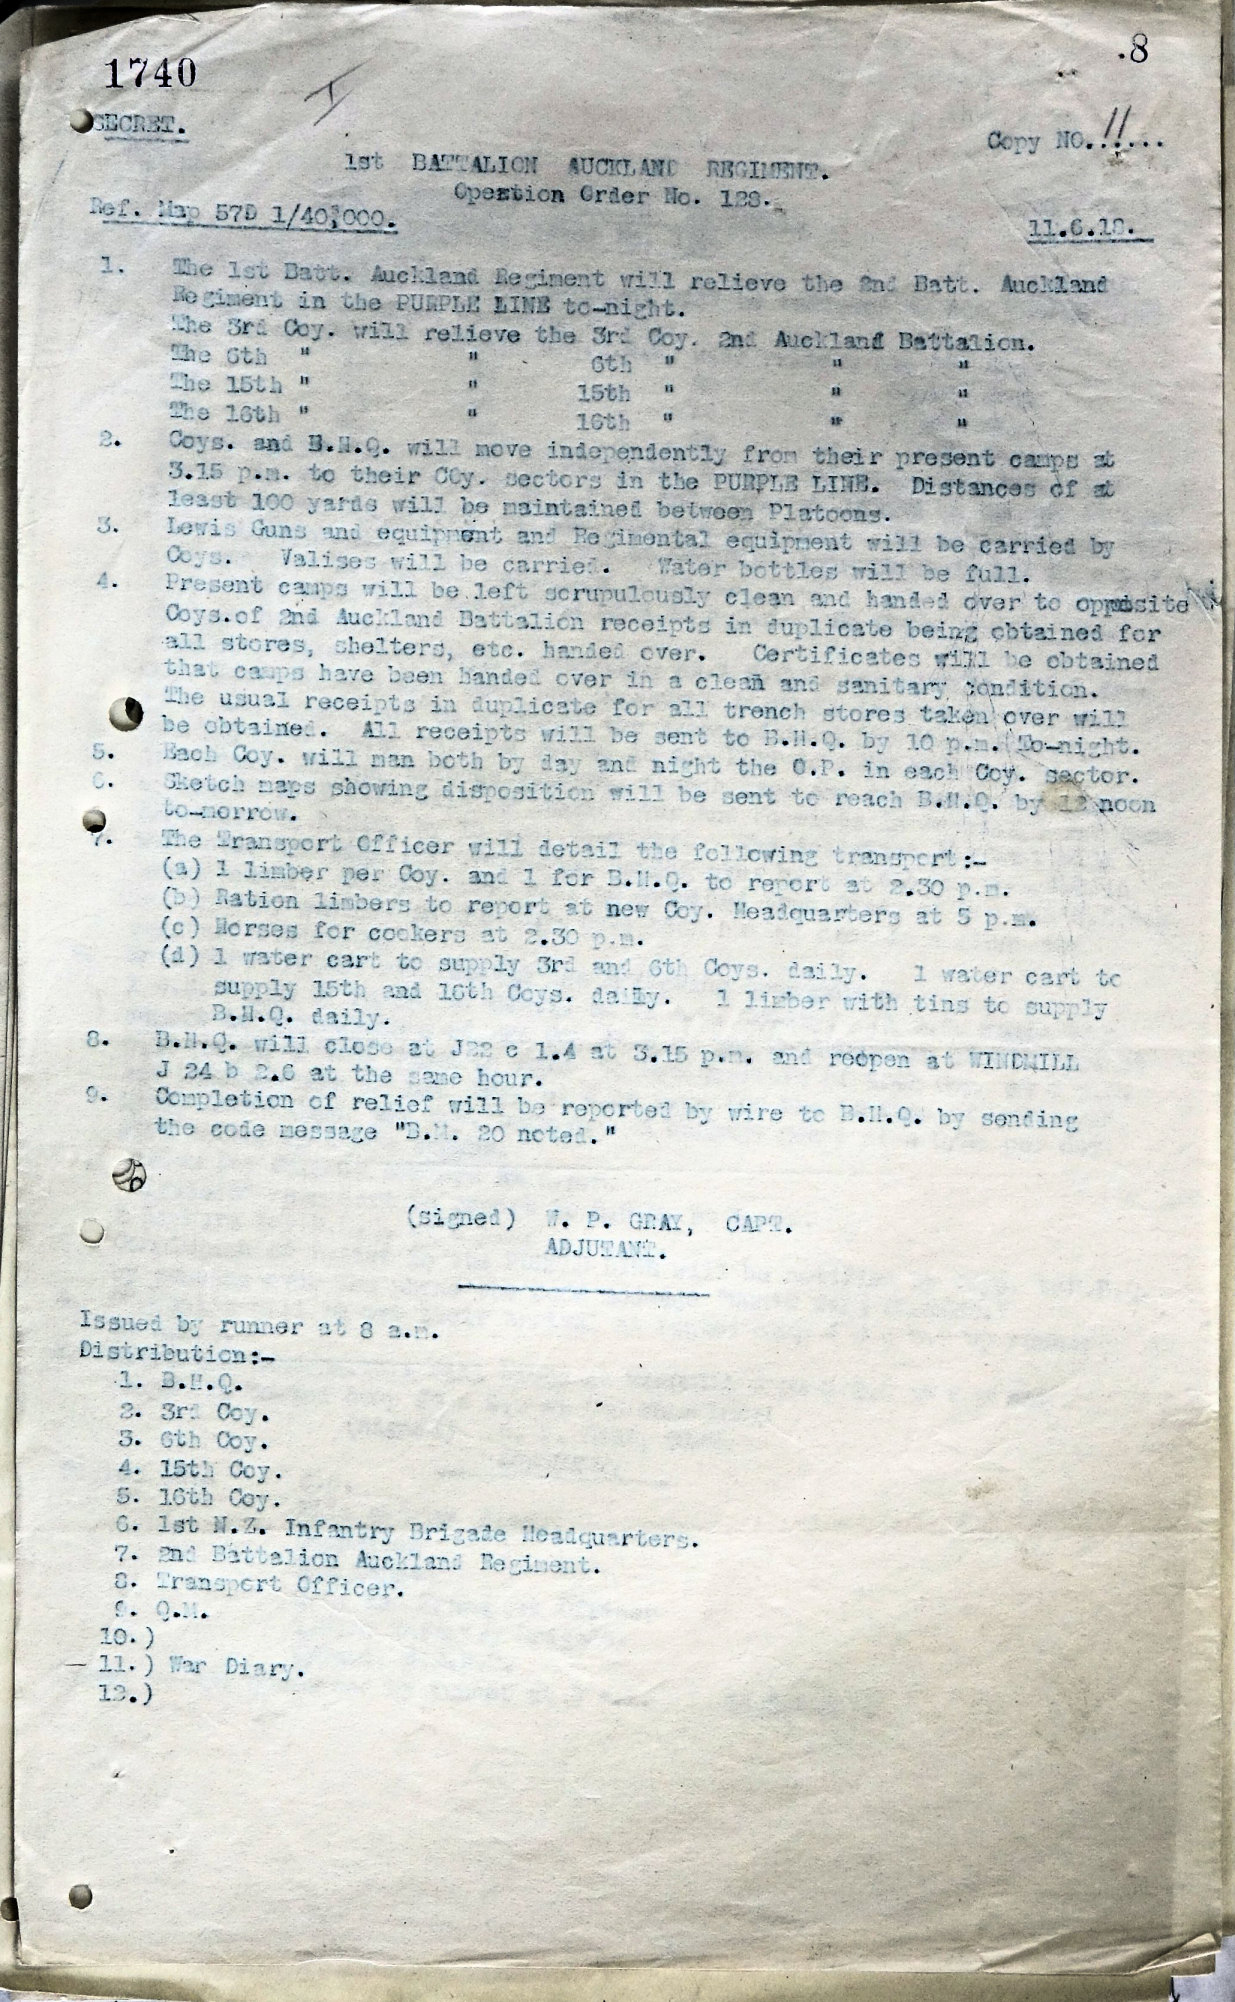 1740
.8
I
SECRET.
Copy NO. 11....
1st BATTALION AUCKLAND REGIMENT.
Opeation Order No. 128.
Ref. Map 57D 1/40,000.
11.6.18.
1. The 1st Batt. Auckland Regiment will relieve the 2nd Batt. Auckland
Regiment in the PURPLE LINE to-night.
The 3rd Coy. will relieve the 3rd Coy. 2nd Auckland Battalion.
The 6th " " 6th " " "
The 15th " " 15th " " "
The 16th " " 16th " " "
2. Coys. and B.H.Q. will move independently from their present camps at
3.15 p.m. to their COy. sectors in the PURPLE LINE. Distances of at
least 100 yards will be maintained between Platoons.
3. Lewis Guns and equipment and Regimental equipment will be carried by
Coys. Valises will be carried. Water bottles will be full.
4. Present camps will be left scrupulously clean and handed over to opposite
Coys.of 2nd Auckland Battalion receipts in duplicate being obtained for
all stores, shelters, etc. handed over. Certificates will be obtained
that camps have been handed over in a clean and sanitary condition.
The usual receipts in duplicate for all trench stores taken over will
be obtained. All receipts will be sent to B.H.Q. by 10 p.m. To-night.
5. Each Coy. will man both by day and night the O.P. in each Coy. sector.
6. Sketch maps showing disposition will be sent to reach B.H.Q. by 12 noon
to-morrow.
7. The Transport Officer will detail the following transport:-
(a) 1 limber per Coy. and 1 for B.H.Q. to report at 2.30 p.m.
(b) Ration limbers to report at new Coy. Headquarters at 5 p.m.
(c) Horses for cookers at 2.30 p.m.
(d) 1 water cart to supply 3rd and 6th Coys. daily. 1 water cart to
supply 15th and 16th Coys. daily. 1 limber with tins to supply
B.H.Q. daily.
8. B.H.Q. will close at J22 c 1.4 at 3.15 p.m. and reopen at WINDMILL
J 24 b 2.6 at the same hour.
9. Completion of relief will be reported by wire to B.H.Q. by sending
the code message "B.M. 20 noted."
(signed) W. P. GRAY, CAPT.
ADJUTANT.
Issued by runner at 8 a.m.
Distribution:-
1. B.H.Q.
2. 3rd Coy.
3. 6th Coy.
4. 15th Coy.
5. 16th Coy.
6. 1st N.Z. Infantry Brigade Headquarters.
7. 2nd Battalion Auckland Regiment.
8. Transport Officer.
9. Q.M.
10.)
— 11.) War Diary.
12.)